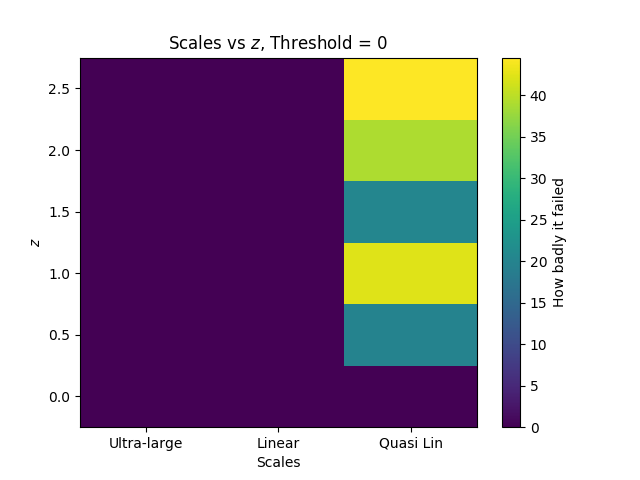 Scales vs z, Threshold = 0
2.5
2.0
1.5
1.0
0.5
0.0
z
Ultra-large
Linear
Quasi Lin
Scales
40
35
30
25
20
15
10
5
0
How badly it failed